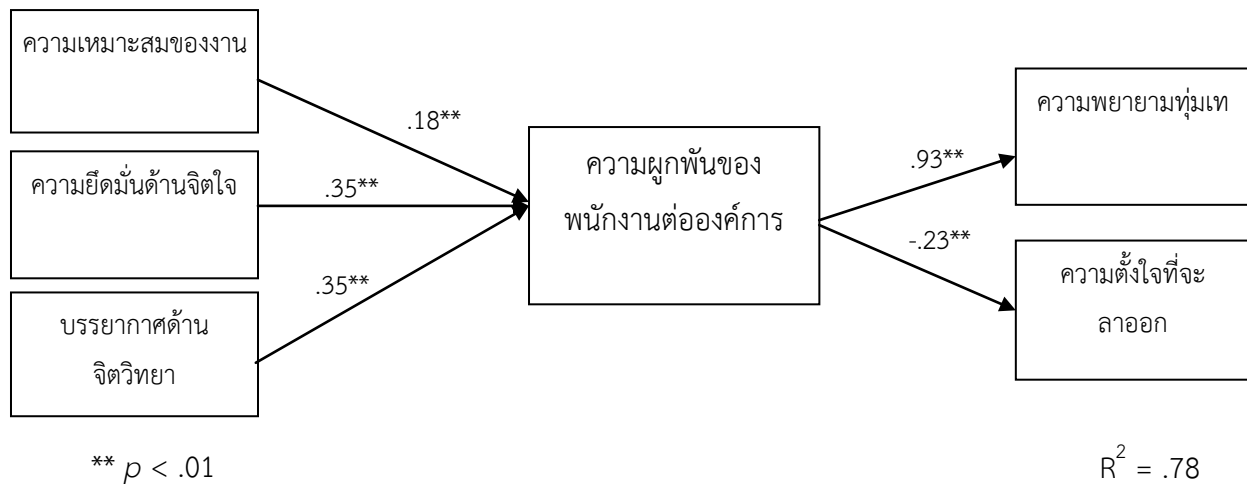 ความเหมาะสมของงาน
.18**
ความยึดมั่นด้านจิตใจ
.35**
บรรยากาศด้าน
จิตวิทยา
.35**
ความผูกพันของ
พนักงานต่อองค์การ
.93**
ความพยายามทุ่มเท
-.23**
ความตั้งใจที่จะ
ลาออก
** p < .01
R² = .78